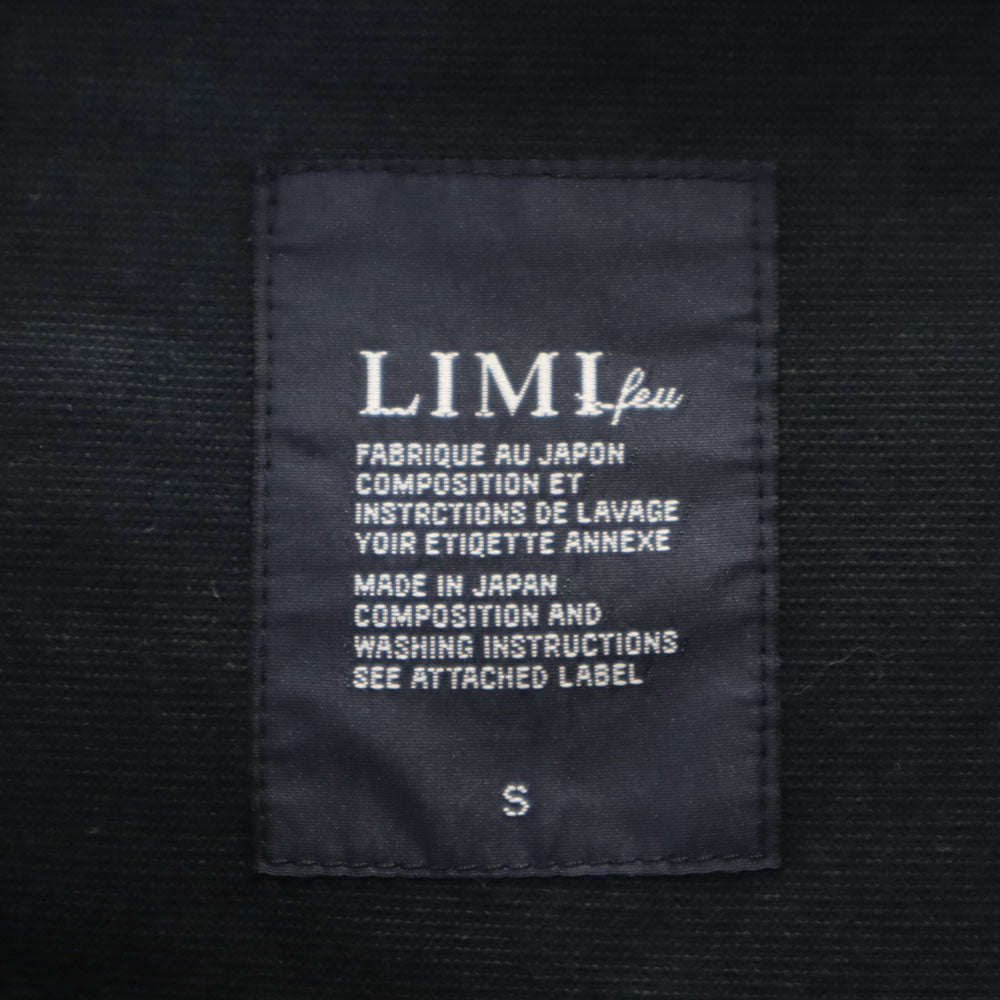 LIMI feu
FABRIQUE AU JAPON
COMPOSITION ET
INSTRCTIONS DE LAVAGE
YOIR ETIQETTE ANNEXE
MADE IN JAPAN
COMPOSITION AND
WASHING INSTRUCTIONS
SEE ATTACHED LABEL
S